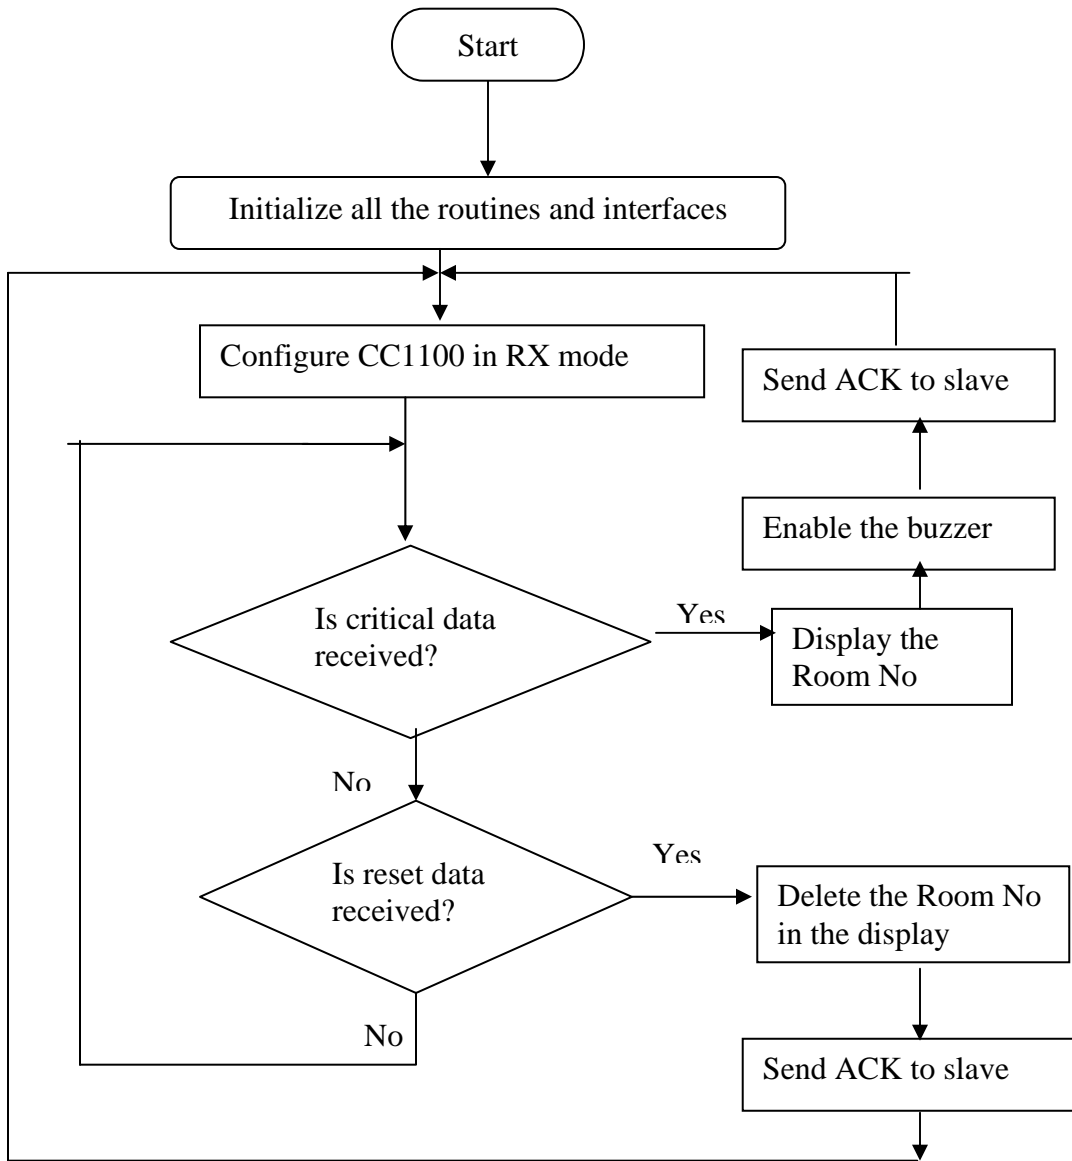 Start
Initialize all the routines and interfaces
Configure CC1100 in RX mode
Send ACK to slave
Enable the buzzer
Is critical data
received?
Yes
Display the
Room No
No
Is reset data
received?
Yes
Delete the Room No
in the display
No
Send ACK to slave